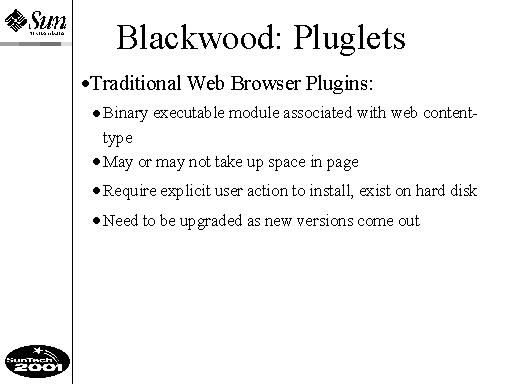 Sun
Blackwood: Pluglets
•Traditional Web Browser Plugins:
•Binary executable module associated with web content-
type
•May or may not take up space in page
•Require explicit user action to install, exist on hard disk
•Need to be upgraded as new versions come out
SunTech
2001